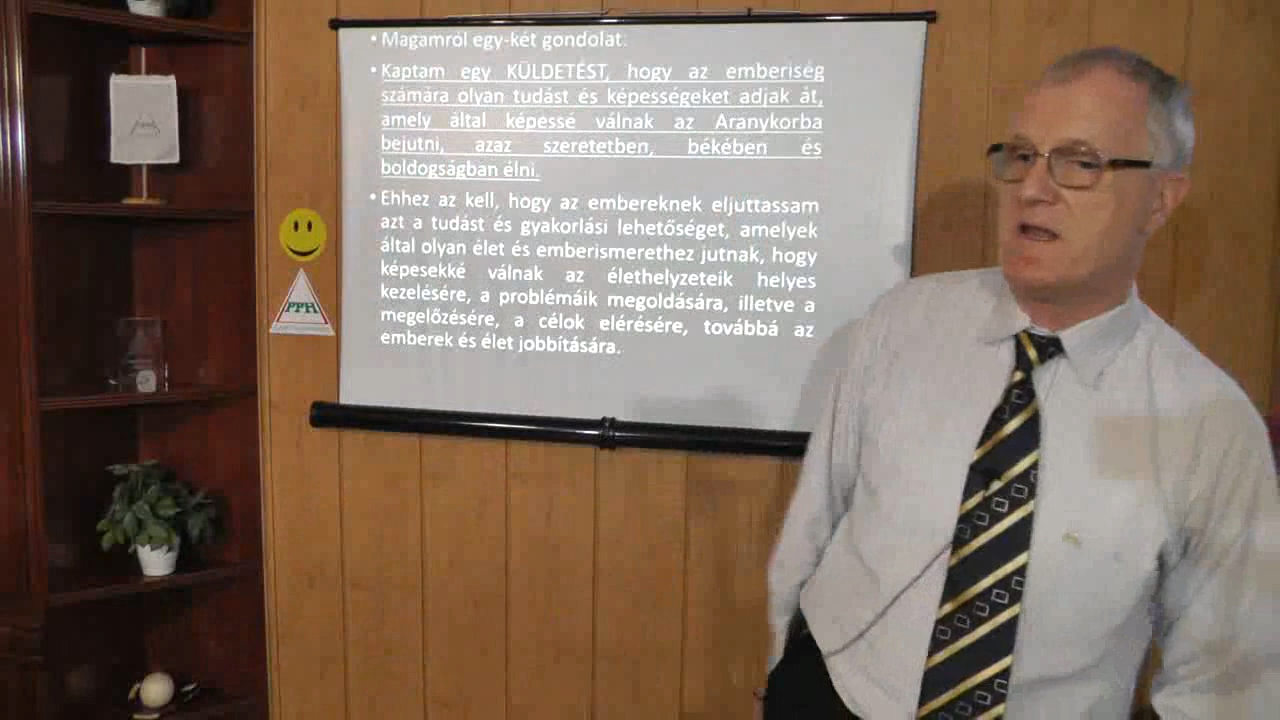 • Magamról egy-két gondolat:
• Kaptam egy KÜLDETÉST, hogy az emberiség
számára olyan tudást és képességeket adjak át,
amely által képessé válnak az Aranykorba
bejutni, azaz szeretetben, békében és
boldogságban élni.
• Ehhez az kell, hogy az embereknek eljuttassam
azt a tudást és gyakorlási lehetőséget, amelyek
által olyan élet és emberismerethez jutnak, hogy
képesekké válnak az élethelyzeteik helyes
kezelésére, a problémáik megoldására, illetve a
megelőzésére, a célok elérésére, továbbá az
emberek és élet jobbítására.
PPH